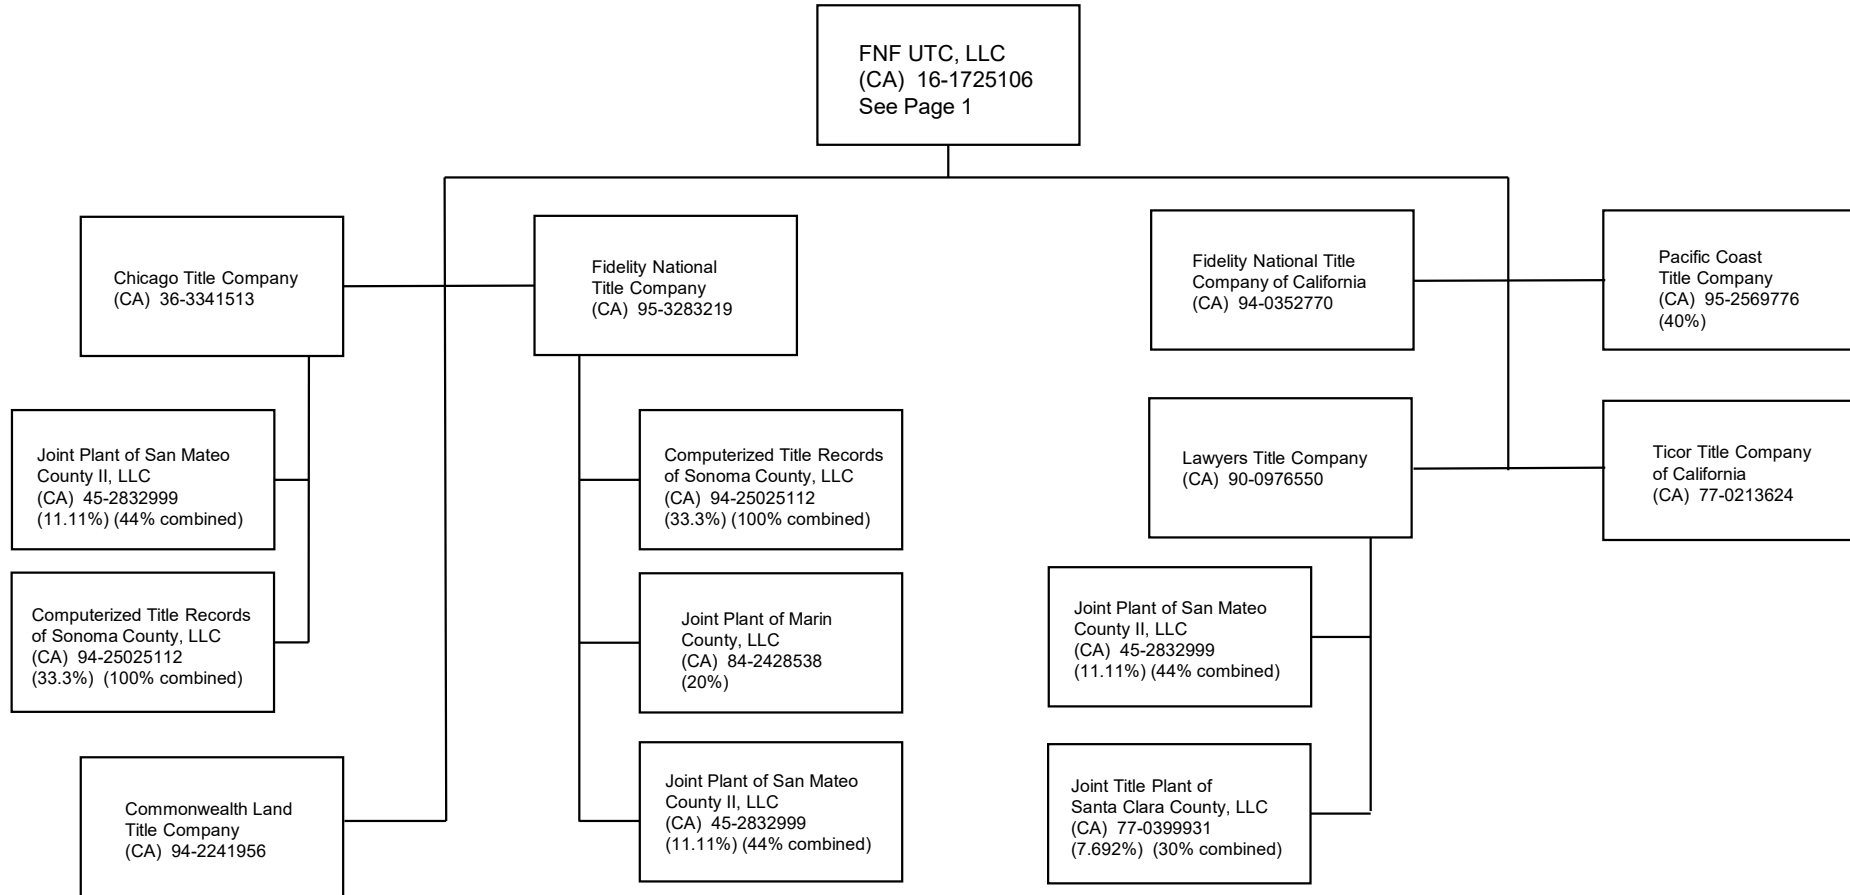 FNF UTC, LLC
(CA) 16-1725106
See Page 1
Chicago Title Company
(CA) 36-3341513
Fidelity National
Title Company
(CA) 95-3283219
Fidelity National Title
Company of California
(CA) 94-0352770
Pacific Coast
Title Company
(CA) 95-2569776
(40%)
Joint Plant of San Mateo
County II, LLC
(CA) 45-2832999
(11.11%) (44% combined)
Computerized Title Records
of Sonoma County, LLC
(CA) 94-25025112
(33.3%) (100% combined)
Lawyers Title Company
(CA) 90-0976550
Ticor Title Company
of California
(CA) 77-0213624
Computerized Title Records
of Sonoma County, LLC
(CA) 94-25025112
(33.3%) (100% combined)
Joint Plant of Marin
County, LLC
(CA) 84-2428538
(20%)
Joint Plant of San Mateo
County II, LLC
(CA) 45-2832999
(11.11%) (44% combined)
Commonwealth Land
Title Company
(CA) 94-2241956
Joint Plant of San Mateo
County II, LLC
(CA) 45-2832999
(11.11%) (44% combined)
Joint Title Plant of
Santa Clara County, LLC
(CA) 77-0399931
(7.692%) (30% combined)